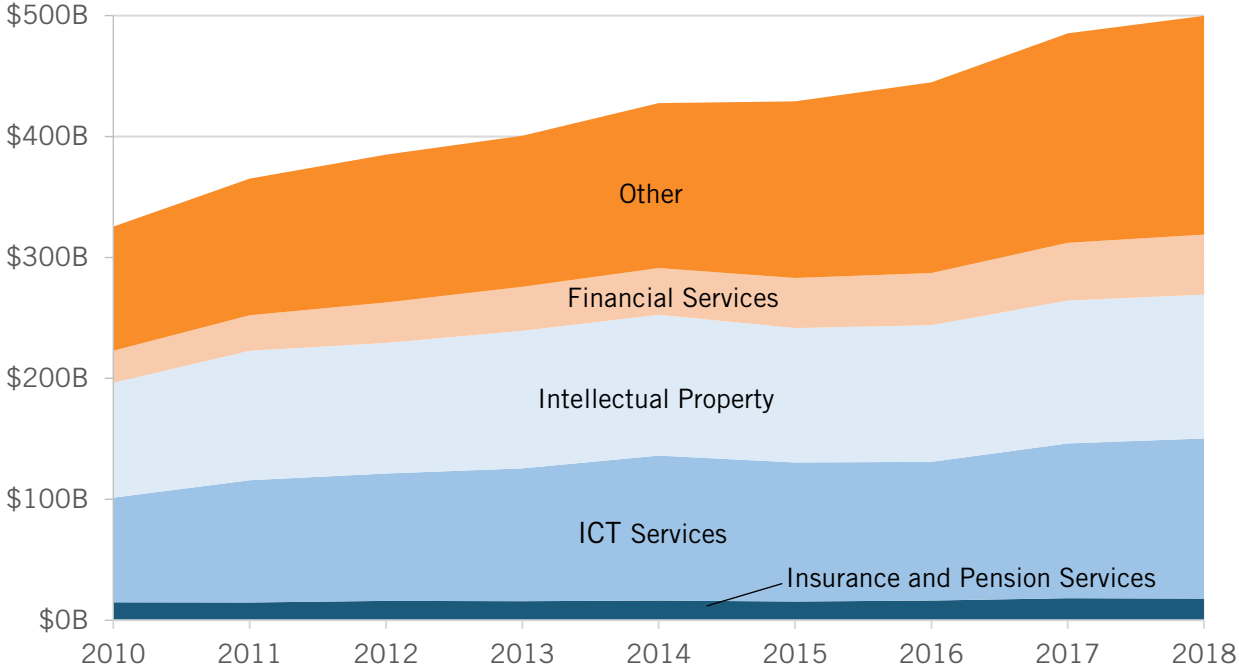 $500B
$400B
Other
$300B
Financial Services
$200B
Intellectual Property
$100B
ICT Services
Insurance and Pension Services
$0B
2010 2011 2012 2013 2014 2015 2016 2017 2018